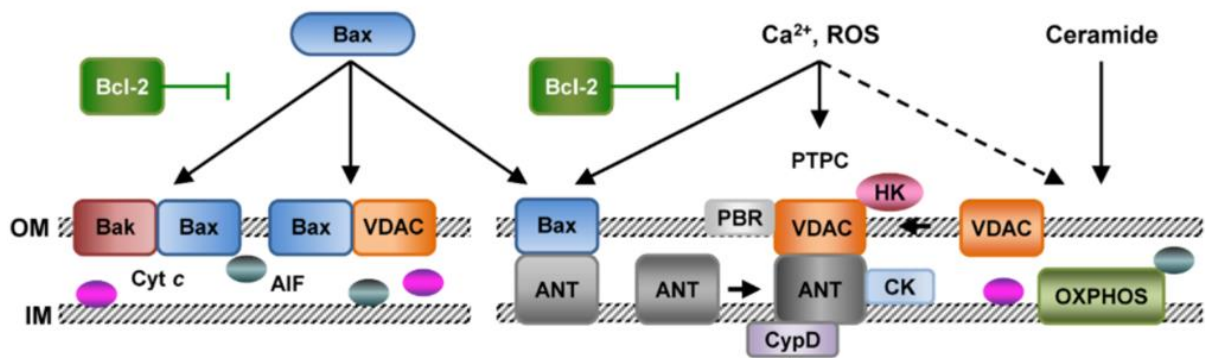 Bax
Ca²⁺, ROS
Ceramide
Bcl-2
Bcl-2
PTPC
HK
OM
Bak
Bax
Bax
VDAC
Bax
PBR
VDAC
VDAC
Cyt c
AIF
ANT
ANT
ANT
CK
OXPHOS
IM
CypD